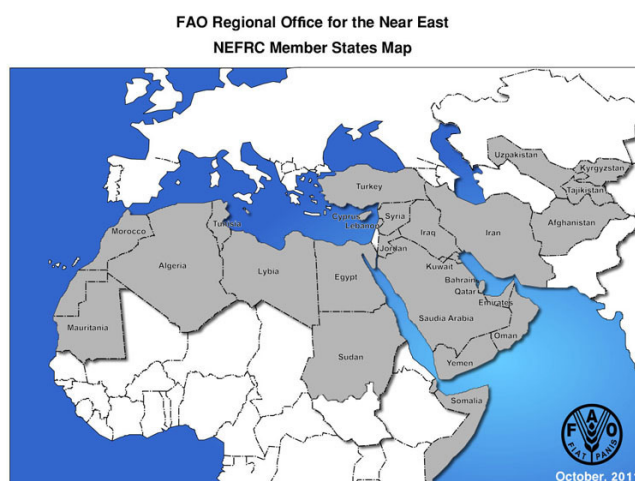 FAO Regional Office for the Near East
NEFRC Member States Map
Uzpakistan
Kyrgyzstan
Tajikistan
Turkey
Afghanistan
Cyprus
Syria
Lebanon
Tunisia
Morocco
Iraq
Iran
Jordan
Algeria
Lybia
Egypt
Kuwait
Bahrain
Qatar
Emirates
Saudia Arabia
Mauritania
Oman
Sudan
Yemen
Somalia
F A O
FIAT PANIS
October, 201